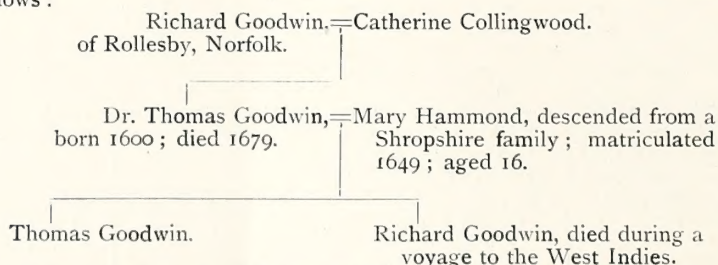 Richard Goodwin,=Catherine Collingwood.
of Rollesby, Norfolk.
Dr. Thomas Goodwin,=Mary Hammond, descended from a
born 1600 ; died 1679.
Shropshire family ; matriculated
1649 ; aged 16.
Thomas Goodwin.
Richard Goodwin, died during a
voyage to the West Indies.